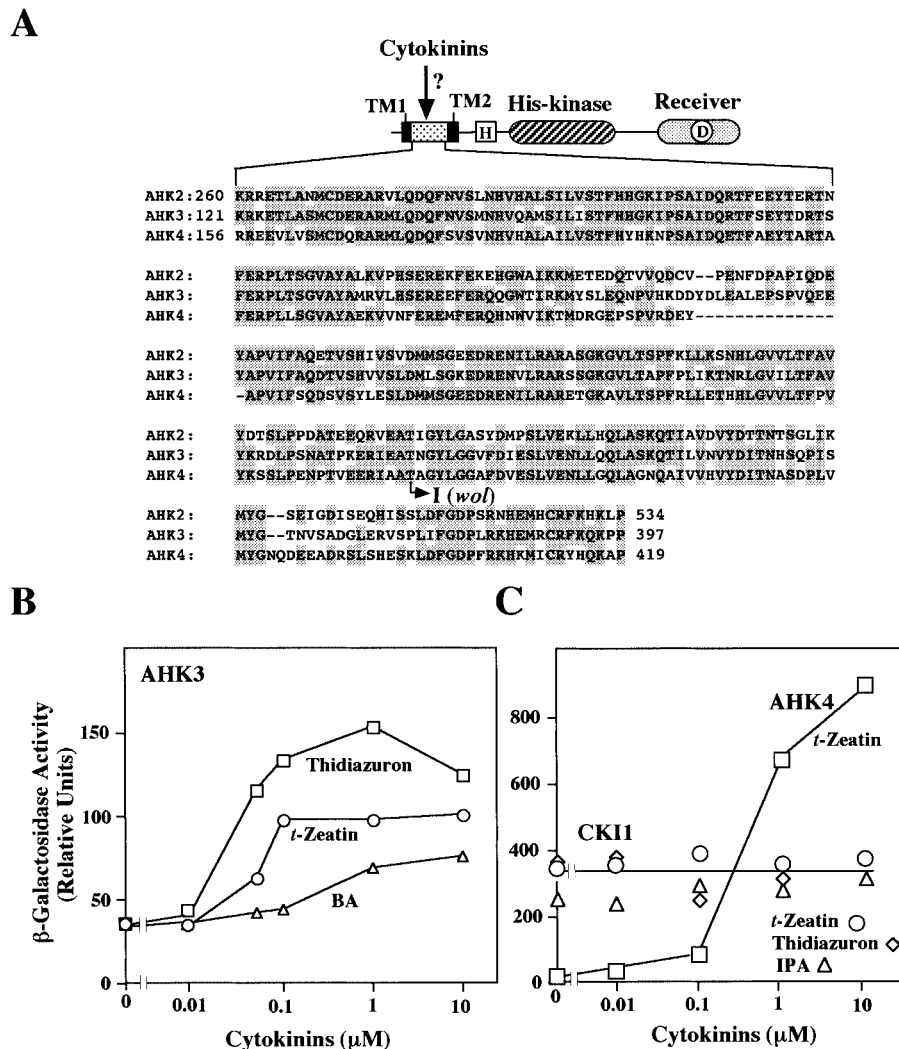 A
Cytokinins
?
TM1
TM2
His-kinase
Receiver
H
D
AHK2:260 KRRETLANMCDERARVLQDQFNVSLNHVHALSILVSTFHHGKIPSAIDQRTFEEYTERTN
AHK3:121 KRKETLASMCDERARMLQDQFNVSMNHVQAMSILISTFHHGKIPSAIDQRTFSEYTDRTS
AHK4:156 RREEVLVSMCDQRARMLQDQFSVSVNHVHALAILVSTFHYHKNPSAIDQETFAEYTARTA
AHK2: FERPLTSGVAYALKVPHSEREKFEKEHGWAIKKMETEDQTVVQDCV--PENFDPAPIQDE
AHK3: FERPLTSGVAYAMRVLHSEREEFERQQGWTIRKMYSLEQNPVHKDDYDLEALEPSPVQEE
AHK4: FERPLLSGVAYAEKVVNFEREMFERQHNWVIKTMDRGEPSPVRDEY--------------
AHK2: YAPVIFAQETVSHIVSVDMMSGEEDRENILRARASGKGVLTSPFKLLKSNHLGVVLTFAV
AHK3: YAPVIFAQDTVSHVVSLDMLSGKEDRENVLRARSSGKGVLTAPFPLIKTNRLGVILTFAV
AHK4: -APVIFSQDSVSYLESLDMMSGEEDRENILRARETGKAVLTSPFRLLETHHLGVVLTFPV
AHK2: YDTSLPPDATEEQRVEATIGYLGASYDMPSLVEKLLHQLASKQTIAVDVYDTTNTSGLIK
AHK3: YKRDLPSNATPKERIEATNGYLGGVFDIESLVENLLQQLASKQTILVNVYDITNHSQPIS
AHK4: YKSSLPENPTVEERIAATAGYLGGAFDVESLVENLLGQLAGNQAIVVHVYDITNASDPLV
I (wol)
AHK2: MYG--SEIGDISEQHISSLDFGDPSRNHEMHCRFKHKLP 534
AHK3: MYG--TNVSADGLERVSPLIFGDPLRKHEMRCRFKQKPP 397
AHK4: MYGNQDEEADRSLSHESKLDFGDPFRKHKMICRYHQKAP 419
B
AHK3
β-Galactosidase Activity
(Relative Units)
150
100
50
0
Thidiazuron
t-Zeatin
BA
0 0.01 0.1 1 10
Cytokinins (μM)
C
AHK4
t-Zeatin
CKI1
800
600
400
200
0
t-Zeatin
Thidiazuron
IPA
0 0.01 0.1 1 10
Cytokinins (μM)